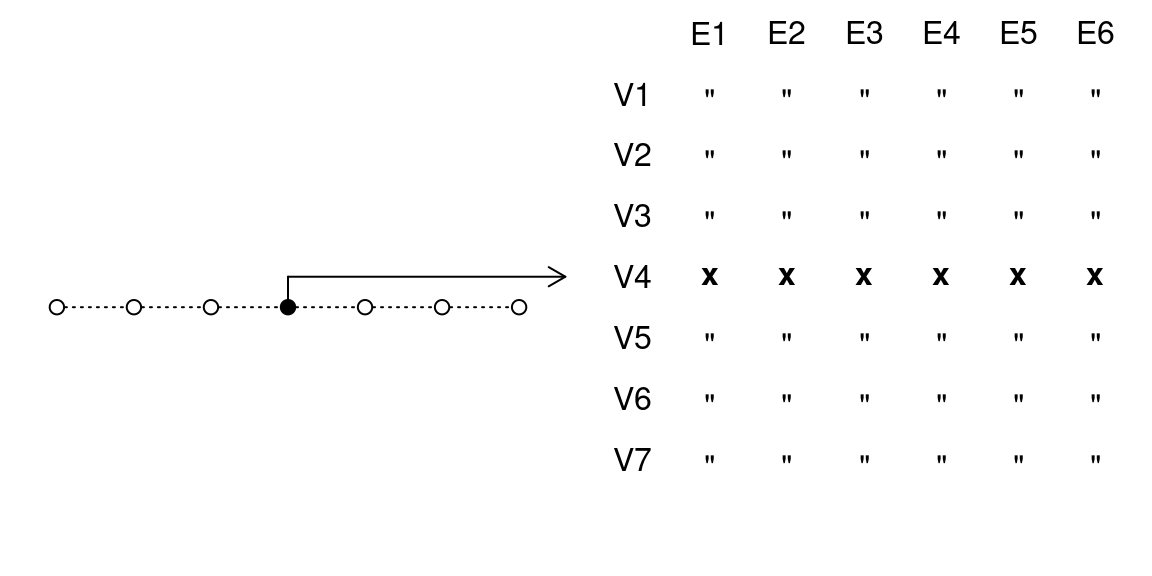 E1 E2 E3 E4 E5 E6
V1 " " " " " "
V2 " " " " " "
V3 " " " " " "
V4 x x x x x x
V5 " " " " " "
V6 " " " " " "
V7 " " " " " "